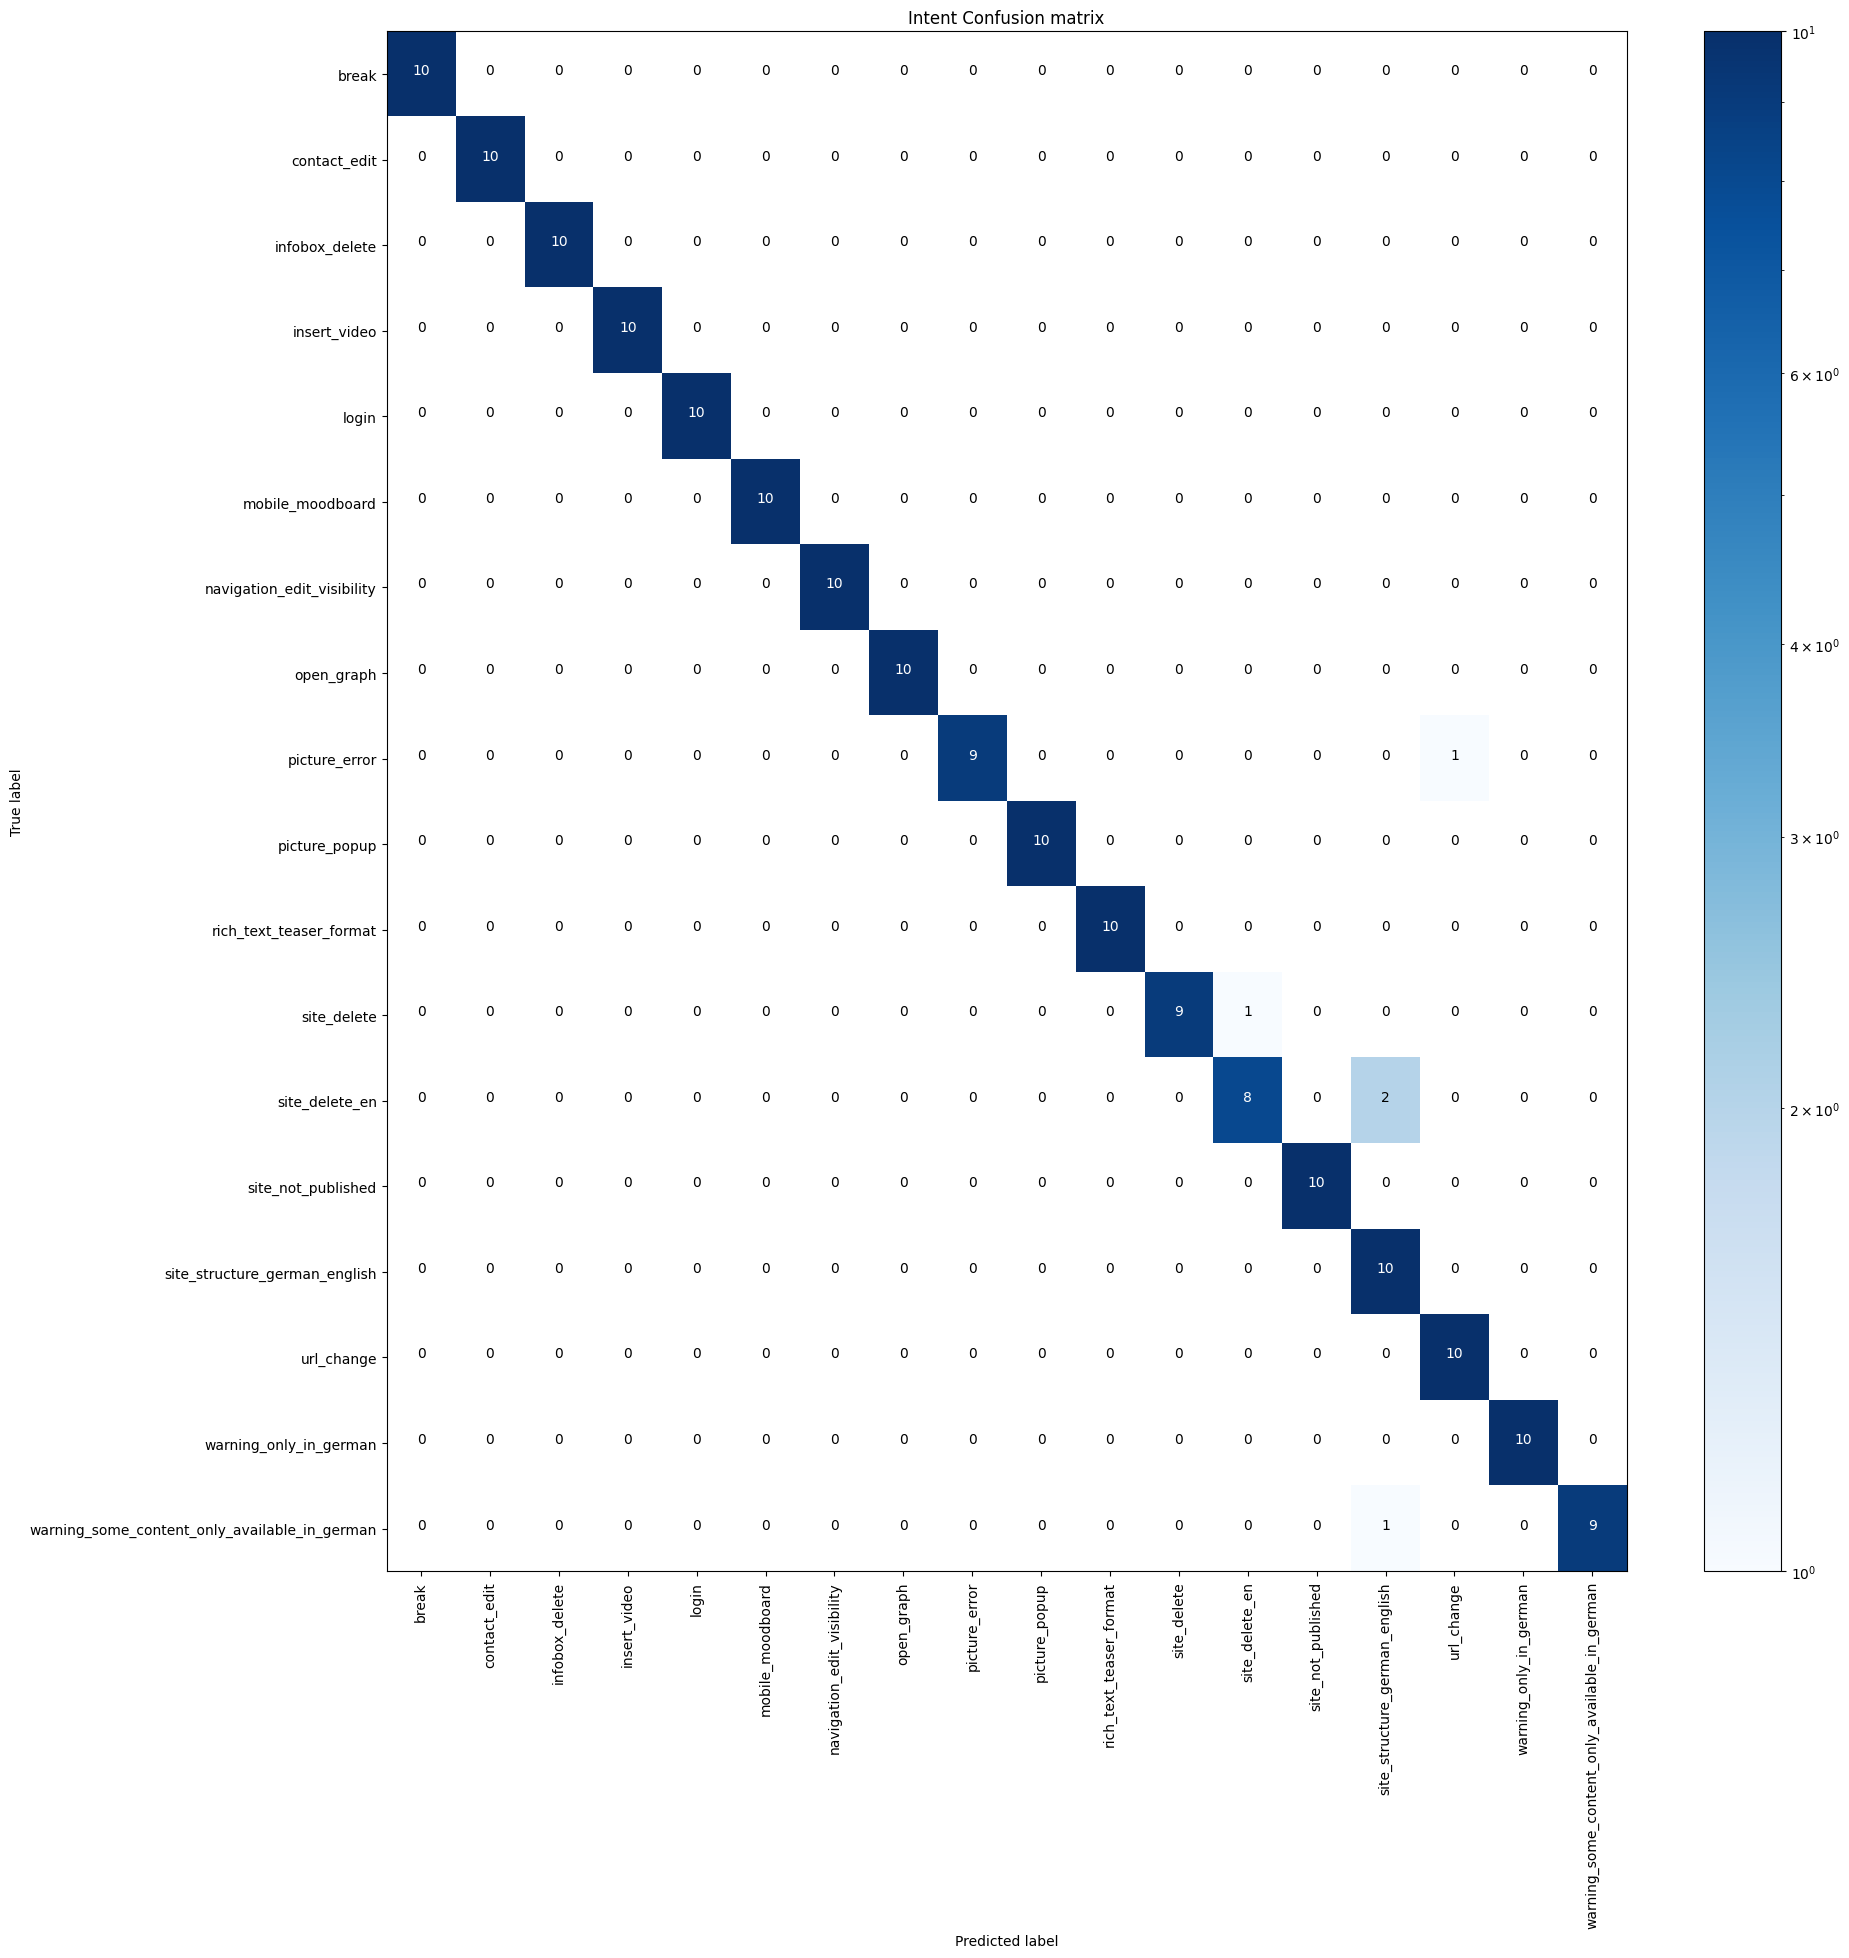 Intent Confusion matrix
break 10 0 0 0 0 0 0 0 0 0 0 0 0 0 0 0 0 0
contact_edit 0 10 0 0 0 0 0 0 0 0 0 0 0 0 0 0 0 0
infobox_delete 0 0 10 0 0 0 0 0 0 0 0 0 0 0 0 0 0 0
insert_video 0 0 0 10 0 0 0 0 0 0 0 0 0 0 0 0 0 0
login 0 0 0 0 10 0 0 0 0 0 0 0 0 0 0 0 0 0
mobile_moodboard 0 0 0 0 0 10 0 0 0 0 0 0 0 0 0 0 0 0
navigation_edit_visibility 0 0 0 0 0 0 10 0 0 0 0 0 0 0 0 0 0 0
open_graph 0 0 0 0 0 0 0 10 0 0 0 0 0 0 0 0 0 0
picture_error 0 0 0 0 0 0 0 0 9 0 0 0 0 0 0 1 0 0
picture_popup 0 0 0 0 0 0 0 0 0 10 0 0 0 0 0 0 0 0
rich_text_teaser_format 0 0 0 0 0 0 0 0 0 0 10 0 0 0 0 0 0 0
site_delete 0 0 0 0 0 0 0 0 0 0 0 9 1 0 0 0 0 0
site_delete_en 0 0 0 0 0 0 0 0 0 0 0 0 8 0 2 0 0 0
site_not_published 0 0 0 0 0 0 0 0 0 0 0 0 0 10 0 0 0 0
site_structure_german_english 0 0 0 0 0 0 0 0 0 0 0 0 0 0 10 0 0 0
url_change 0 0 0 0 0 0 0 0 0 0 0 0 0 0 0 10 0 0
warning_only_in_german 0 0 0 0 0 0 0 0 0 0 0 0 0 0 0 0 10 0
warning_some_content_only_available_in_german 0 0 0 0 0 0 0 0 0 0 0 0 0 0 1 0 0 9
True label
break
contact_edit
infobox_delete
insert_video
login
mobile_moodboard
navigation_edit_visibility
open_graph
picture_error
picture_popup
rich_text_teaser_format
site_delete
site_delete_en
site_not_published
site_structure_german_english
url_change
warning_only_in_german
warning_some_content_only_available_in_german
Predicted label
10¹
6 × 10⁰
4 × 10⁰
3 × 10⁰
2 × 10⁰
10⁰